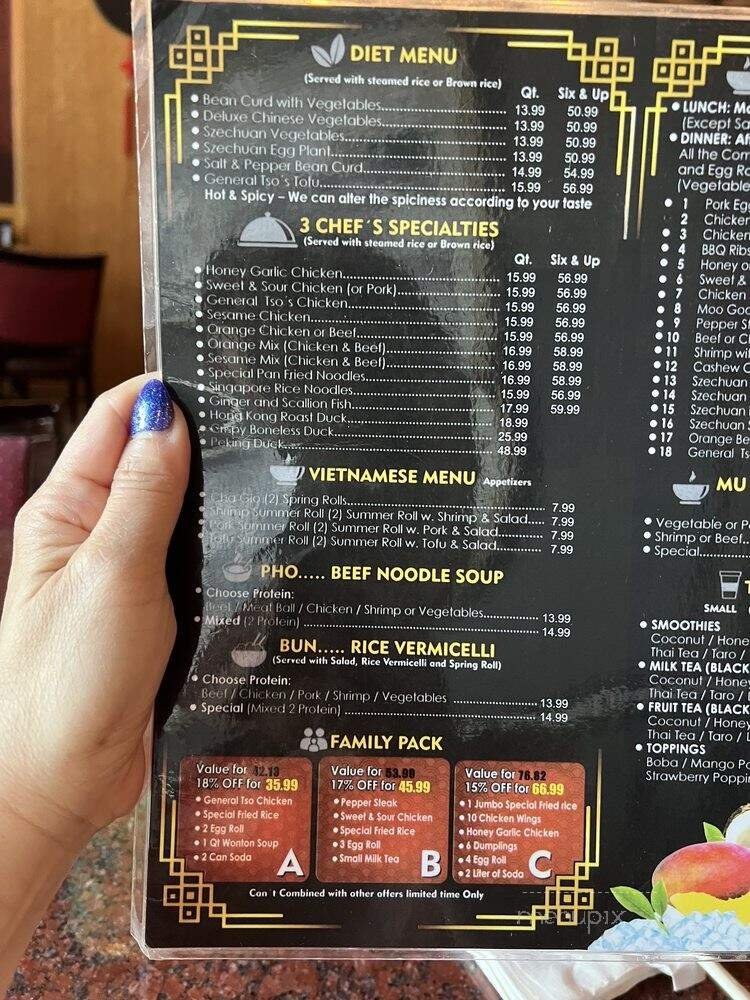 DIET MENU
(Served with steamed rice or Brown rice)
Qt. Six & Up
• Bean Curd with Vegetables 13.99 50.99
• Deluxe Chinese Vegetables 13.99 50.99
• Szechuan Vegetables 13.99 50.99
• Szechuan Egg Plant 13.99 50.99
• Salt & Pepper Bean Curd 14.99 54.99
• General Tso's Tofu 15.99 56.99
Hot & Spicy – We can alter the spiciness according to your taste
3 CHEF´S SPECIALTIES
(Served with steamed rice or Brown rice)
Qt. Six & Up
• Honey Garlic Chicken 15.99 56.99
• Sweet & Sour Chicken (or Pork) 15.99 56.99
• General Tso´s Chicken 15.99 56.99
• Sesame Chicken 15.99 56.99
• Orange Chicken or Beef 15.99 56.99
• Orange Mix (Chicken & Beef) 16.99 58.99
• Sesame Mix (Chicken & Beef) 16.99 58.99
• Special Pan Fried Noodles 16.99 58.99
• Singapore Rice Noodles 15.99 56.99
• Ginger and Scallion Fish 17.99 59.99
• Hong Kong Roast Duck 18.99
• Crispy Boneless Duck 25.99
• Peking Duck 48.99
VIETNAMESE MENU Appetizers
• Cha Gio (2) Spring Rolls 7.99
• Shrimp Summer Roll (2) Summer Roll w. Shrimp & Salad 7.99
• Pork Summer Roll (2) Summer Roll w. Pork & Salad 7.99
• Tofu Summer Roll (2) Summer Roll w. Tofu & Salad 7.99
PHO..... BEEF NOODLE SOUP
• Choose Protein:
Beef / Meat Ball / Chicken / Shrimp or Vegetables 13.99
• Mixed (2 Protein) 14.99
BUN..... RICE VERMICELLI
(Served with Salad, Rice Vermicelli and Spring Roll)
• Choose Protein:
Beef / Chicken / Pork / Shrimp / Vegetables 13.99
• Special (Mixed 2 Protein) 14.99
FAMILY PACK
Value for 42.13
18% OFF for 35.99
• General Tso Chicken
• Special Fried Rice
• 2 Egg Roll
• 1 Qt Wonton Soup
• 2 Can Soda
A
Value for 53.90
17% OFF for 45.99
• Pepper Steak
• Sweet & Sour Chicken
• Special Fried Rice
• 3 Egg Roll
• Small Milk Tea
B
Value for 76.82
15% OFF for 66.99
• 1 Jumbo Special Fried rice
• 10 Chicken Wings
• Honey Garlic Chicken
• 6 Dumplings
• 4 Egg Roll
• 2 Liter of Soda
C
Can´t Combined with other offers limited time Only
• LUNCH:
(Except
• DINNER:
All the
and Egg
(Vegetable
• 1 Pork
2 Chicken
• 3 Chicken
• 4 BBQ Ribs
• 5 Honey
• 6 Sweet &
• 7 Chicken
• 8 Moo
• 9 Pepper
• 10 Beef or
• 11 Shrimp
• 12 Cashew
• 13 Szechuan
• 14 Szechuan
• 15 Szechuan
• 16 Szechuan
• 17 Orange
• 18 General
MU
• Vegetable or
• Shrimp or Beef
• Special
SMALL
• SMOOTHIES
Coconut /
Thai Tea / Taro /
• MILK TEA (BLACK
Coconut /
Thai Tea / Taro /
• FRUIT TEA (BLACK
Coconut /
Thai Tea / Taro /
• TOPPINGS
Boba / Mango
Strawberry
menupix